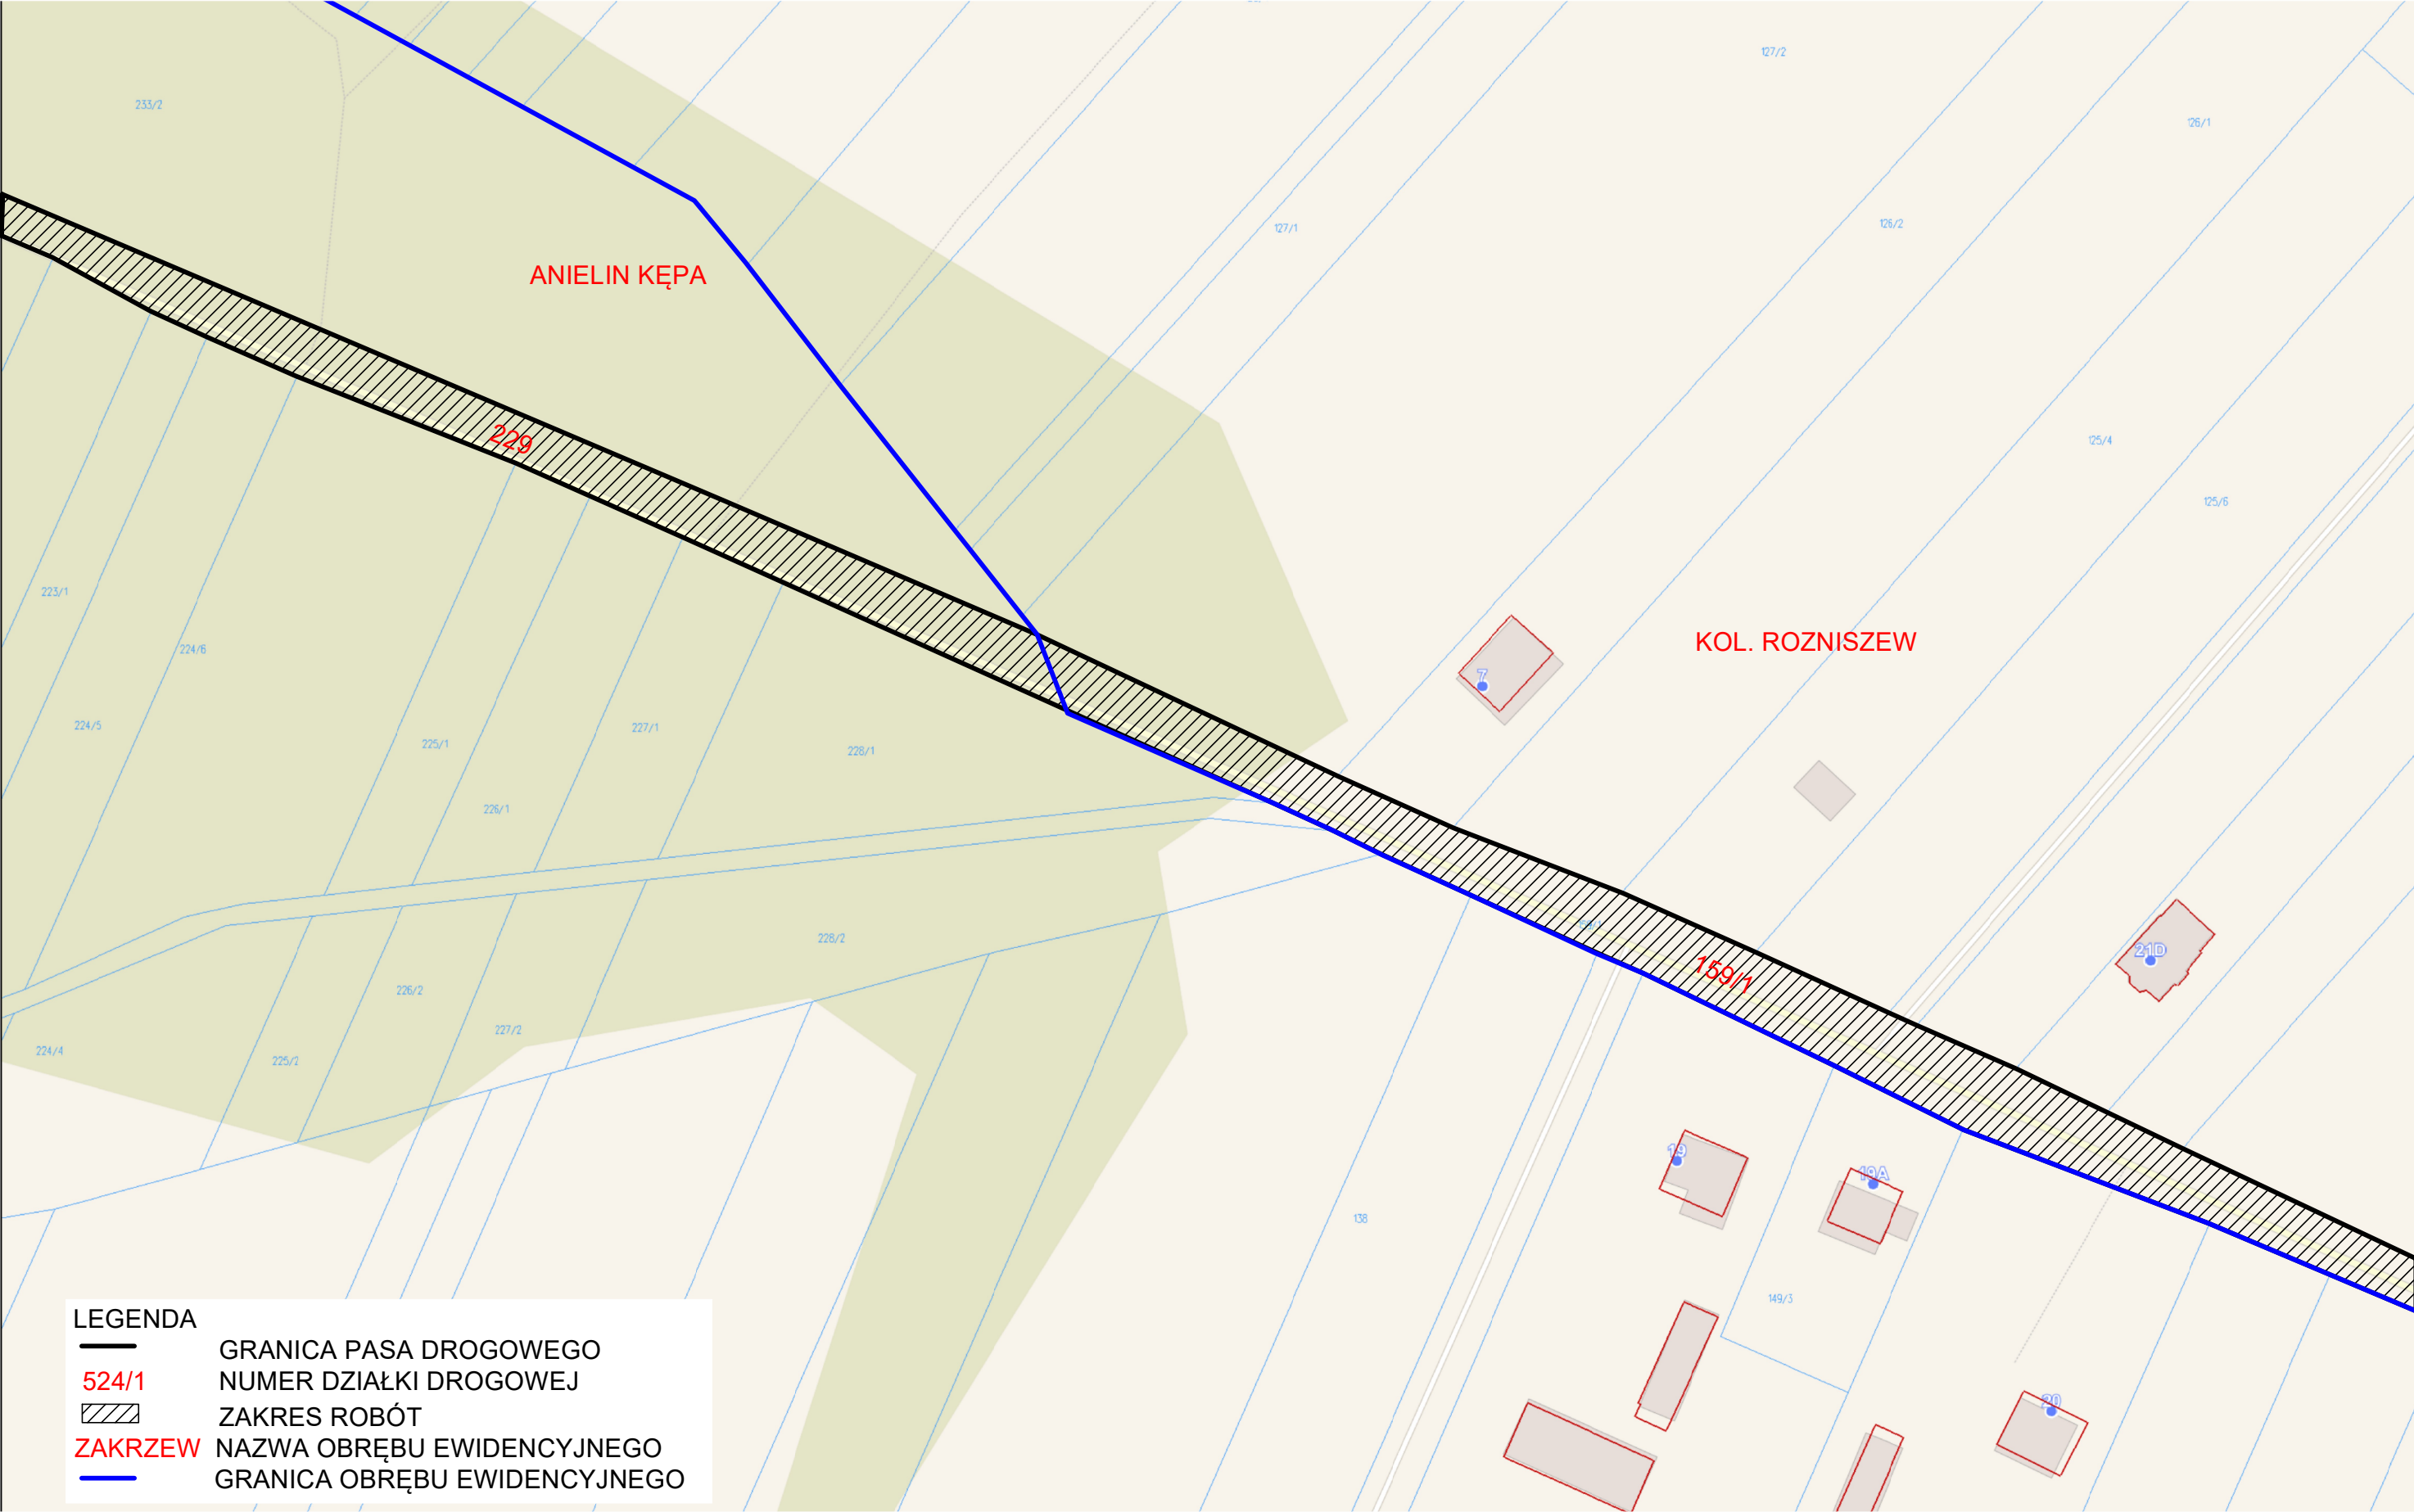 127/2
233/2
126/1
126/2
127/1
ANIELIN KĘPA
229
125/4
125/6
223/1
224/6
KOL. ROZNISZEW
7
224/5
225/1
227/1
228/1
226/1
159/1
228/2
159/1
21D
226/2
227/2
224/4
225/2
19
19A
138
149/3
20
LEGENDA
GRANICA PASA DROGOWEGO
524/1 NUMER DZIAŁKI DROGOWEJ
ZAKRES ROBÓT
ZAKRZEW NAZWA OBRĘBU EWIDENCYJNEGO
GRANICA OBRĘBU EWIDENCYJNEGO